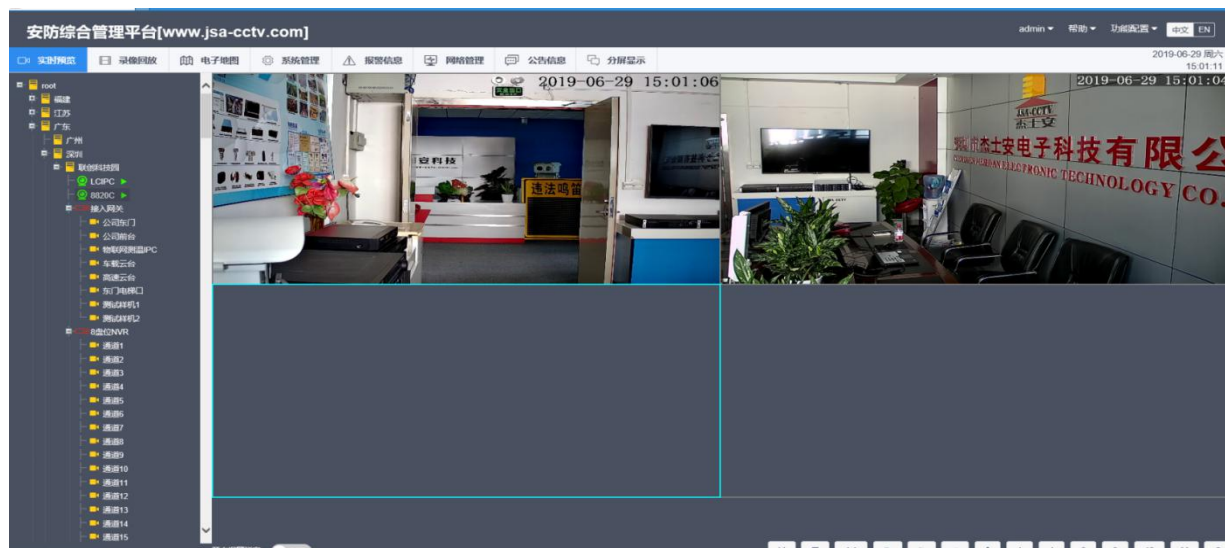 安防综合管理平台[www.jsa-cctv.com]
admin 帮助 功能配置 中文 EN
实时预览 录像回放 电子地图 系统管理 报警信息 网络管理 公告信息 分屏显示
2019-06-29 周六
15:01:11
root
福建
江苏
广东
广州
深圳
联创科技园
LCIPC
8820C
接入网关
公司东门
公司前台
物联网测温IPC
车载云台
高速云台
东门电梯口
测试样机1
测试样机2
8盘位NVR
通道1
通道2
通道3
通道4
通道5
通道6
通道7
通道8
通道9
通道10
通道11
通道12
通道13
通道14
通道15
2019-06-29 15:01:06
安科技
违法鸣笛
2019-06-29 15:01:04
JSA-CCTV
杰士安
杰士安电子科技有限公
ELECTRONIC TECHNOLOGY CO.